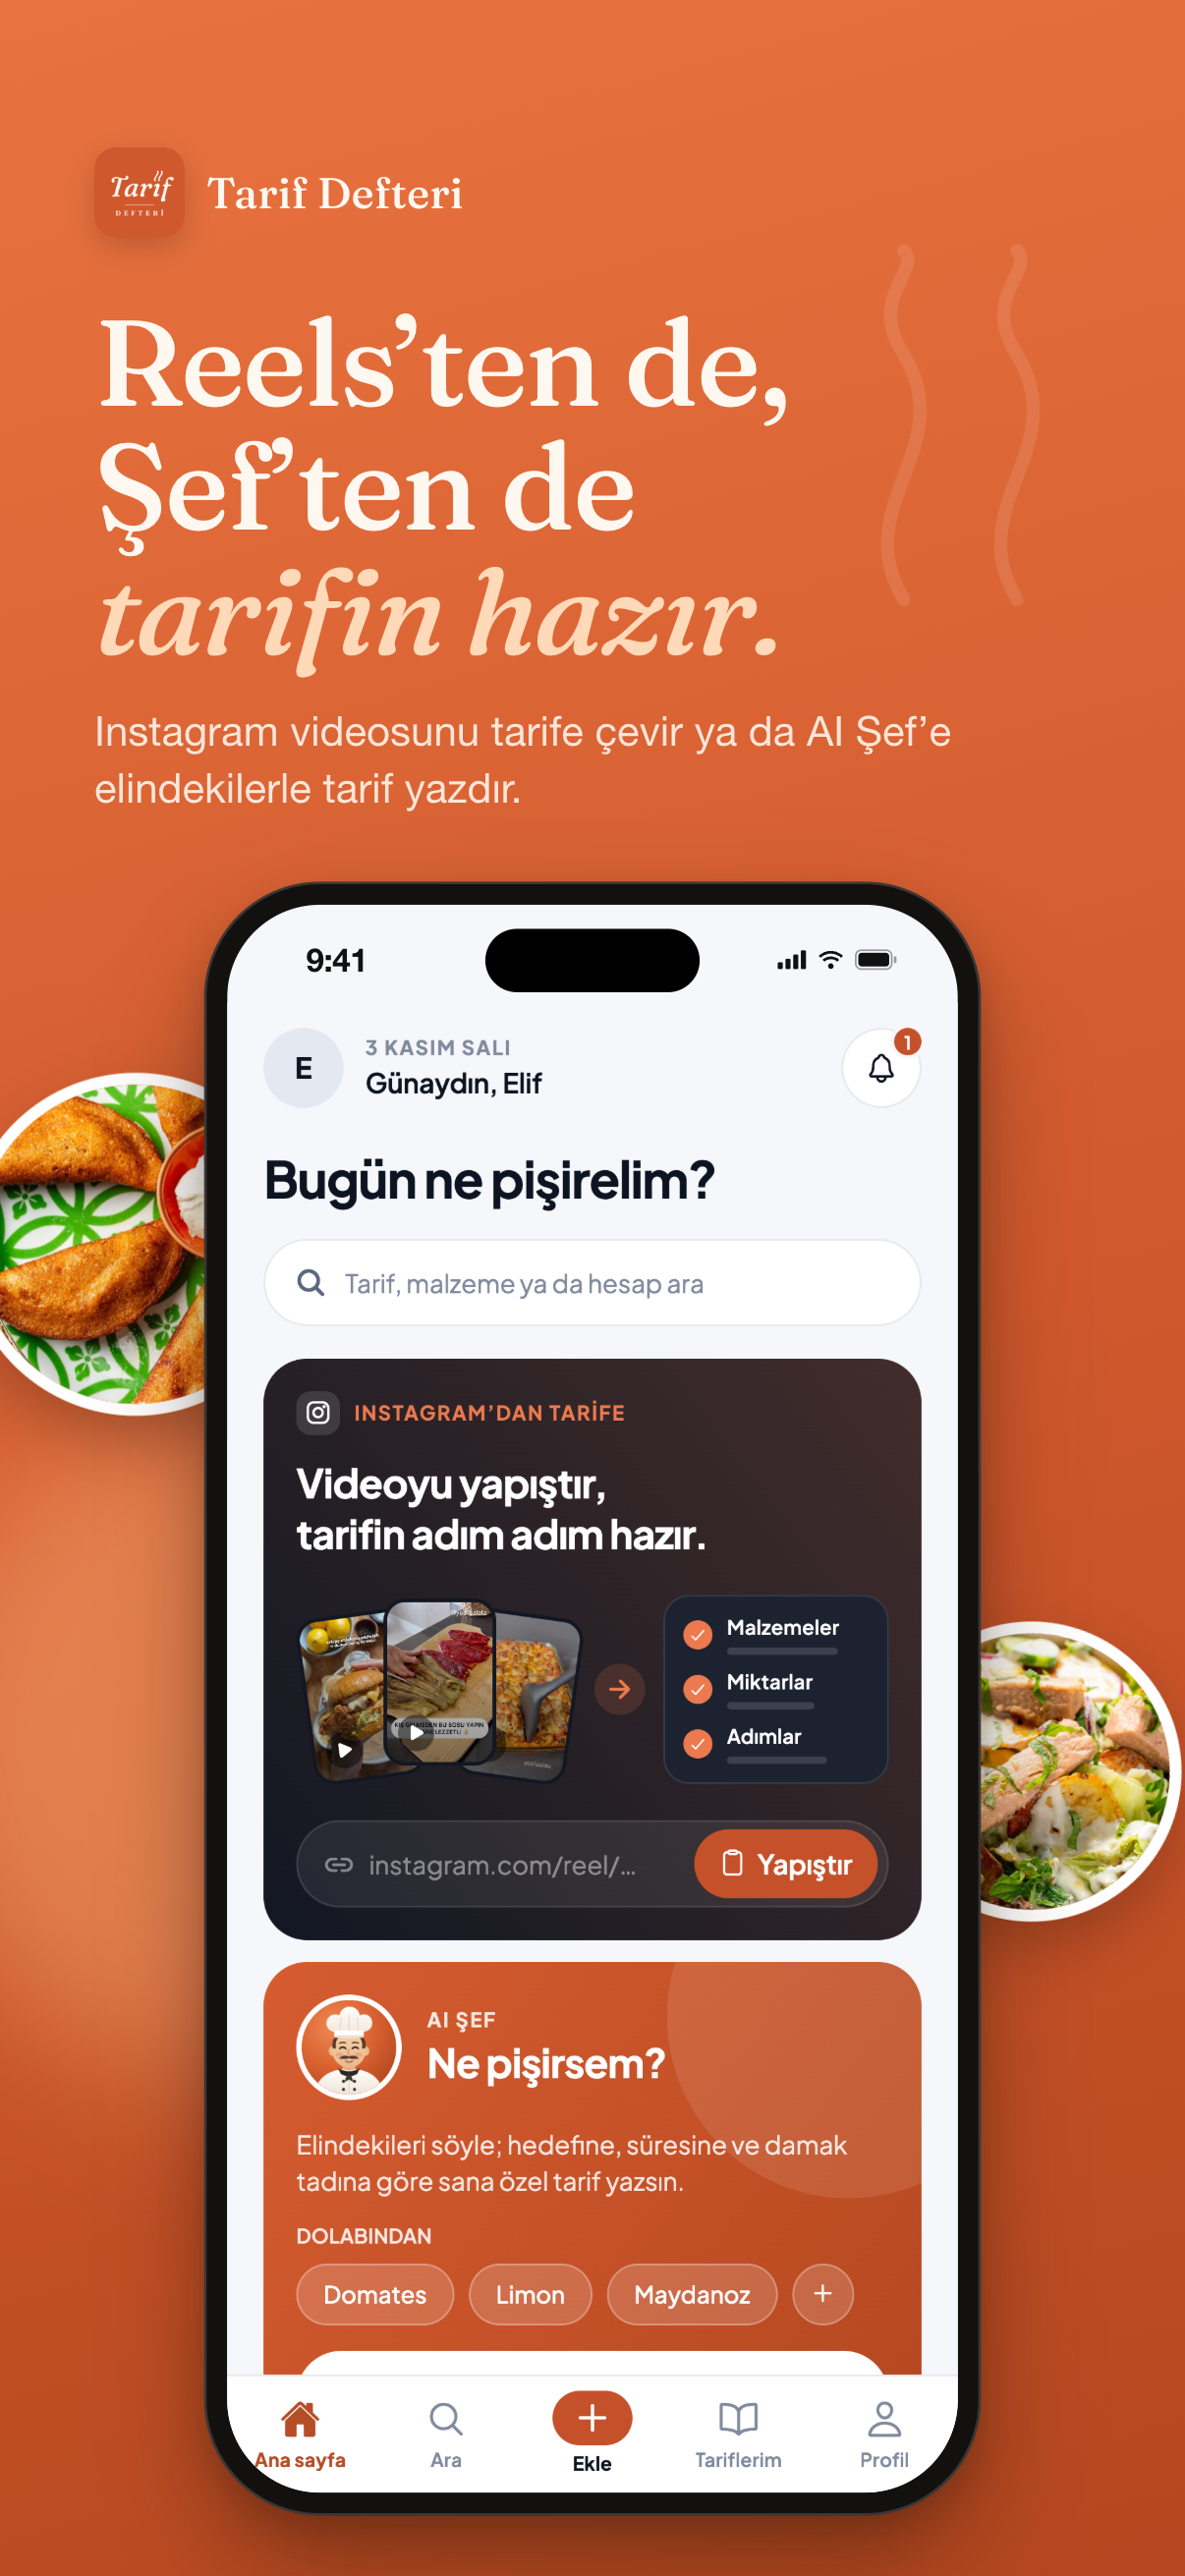 Tarif
DEFTERİ
Tarif Defteri
Reels’ten de,
Şef’ten de
tarifin hazır.
Instagram videosunu tarife çevir ya da AI Şef’e
elindekilerle tarif yazdır.
9:41
E
3 KASIM SALI
Günaydın, Elif
1
Bugün ne pişirelim?
Tarif, malzeme ya da hesap ara
INSTAGRAM’DAN TARİFE
Videoyu yapıştır,
tarifin adım adım hazır.
Malzemeler
Miktarlar
Adımlar
instagram.com/reel/...
Yapıştır
AI ŞEF
Ne pişirsem?
Elindekileri söyle; hedefine, süresine ve damak
tadına göre sana özel tarif yazsın.
DOLABINDAN
Domates
Limon
Maydanoz
+
Ana sayfa
Ara
Ekle
Tariflerim
Profil